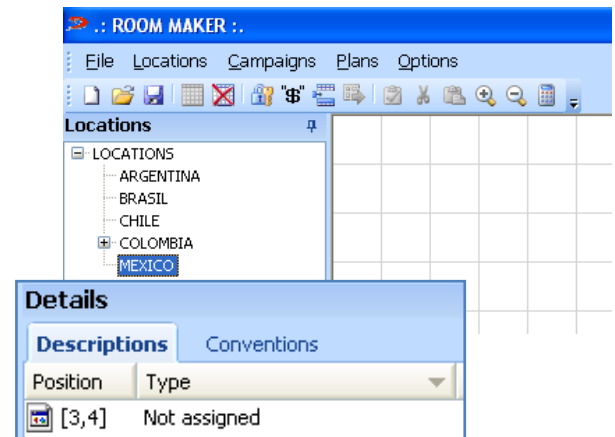 .: ROOM MAKER :.
File Locations Campaigns Plans Options
"$"
Locations
LOCATIONS
ARGENTINA
BRASIL
CHILE
COLOMBIA
MEXICO
Details
Descriptions Conventions
Position Type
[3,4] Not assigned